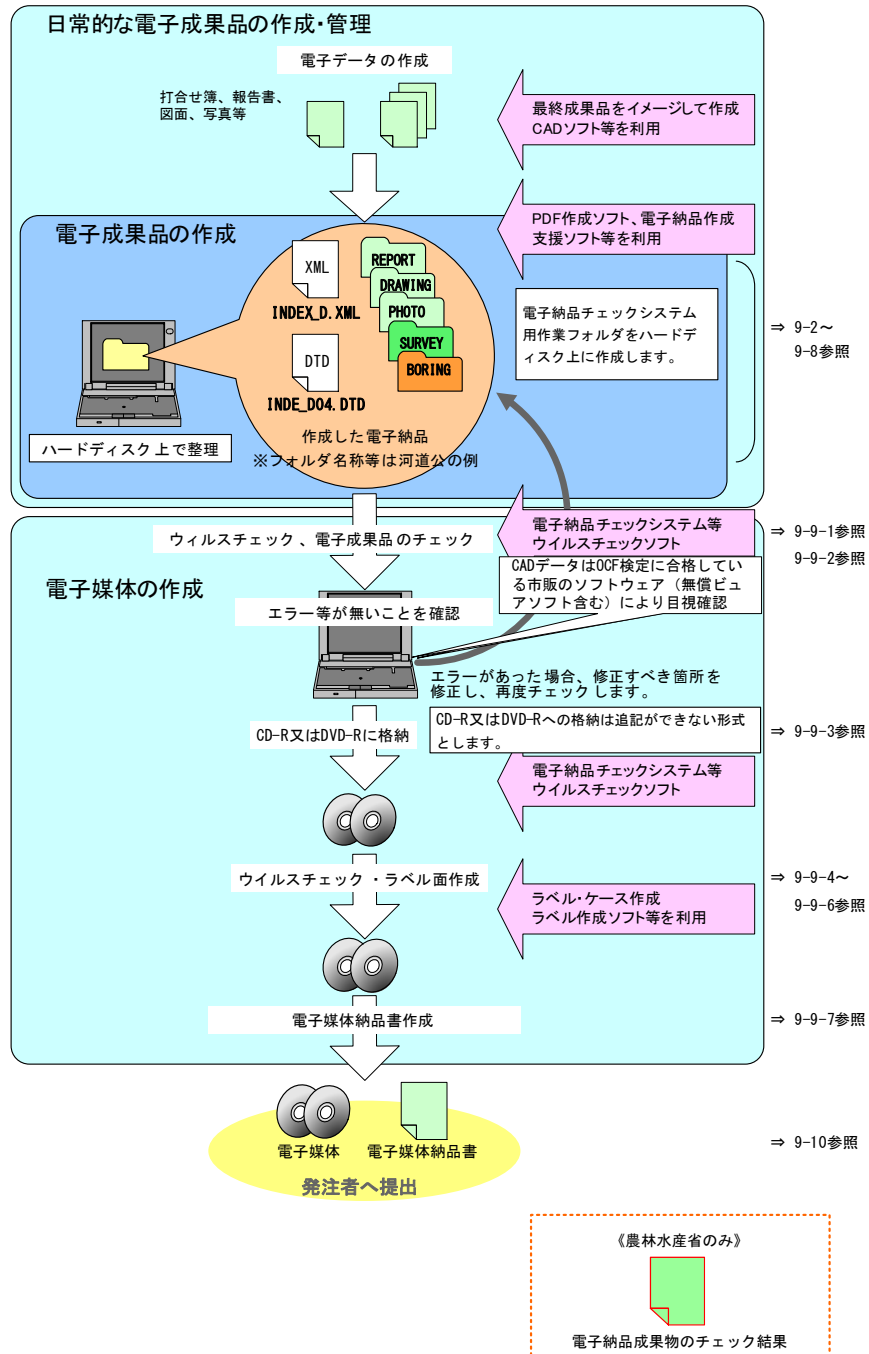 日常的な電子成果品の作成・管理
電子データの作成
打合せ簿、報告書、
図面、写真等
最終成果品をイメージして作成
CADソフト等を利用
PDF作成ソフト、電子納品作成
支援ソフト等を利用
電子成果品の作成
XML
INDEX_D.XML
DTD
INDE_D04.DTD
REPORT
DRAWING
PHOTO
SURVEY
BORING
電子納品チェックシステム
用作業フォルダをハードディ
スク上に作成します。
⇒ 9-2～
9-8参照
ハードディスク上で整理
作成した電子納品
※フォルダ名称等は河道公の例
ウィルスチェック、電子成果品のチェック
電子納品チェックシステム等
ウイルスチェックソフト
⇒ 9-9-1参照
9-9-2参照
電子媒体の作成
CADデータはOCF検定に合格してい
る市販のソフトウェア（無償ビュ
アソフト含む）により目視確認
エラー等が無いことを確認
エラーがあった場合、修正すべき箇所を
修正し、再度チェックします。
CD-R又はDVD-Rに格納
CD-R又はDVD-Rへの格納は追記ができない形式
とします。
⇒ 9-9-3参照
電子納品チェックシステム等
ウイルスチェックソフト
ウイルスチェック・ラベル面作成
ラベル・ケース作成
ラベル作成ソフト等を利用
⇒ 9-9-4～
9-9-6参照
電子媒体納品書作成
⇒ 9-9-7参照
電子媒体
電子媒体納品書
発注者へ提出
⇒ 9-10参照
《農林水産省のみ》
電子納品成果物のチェック結果